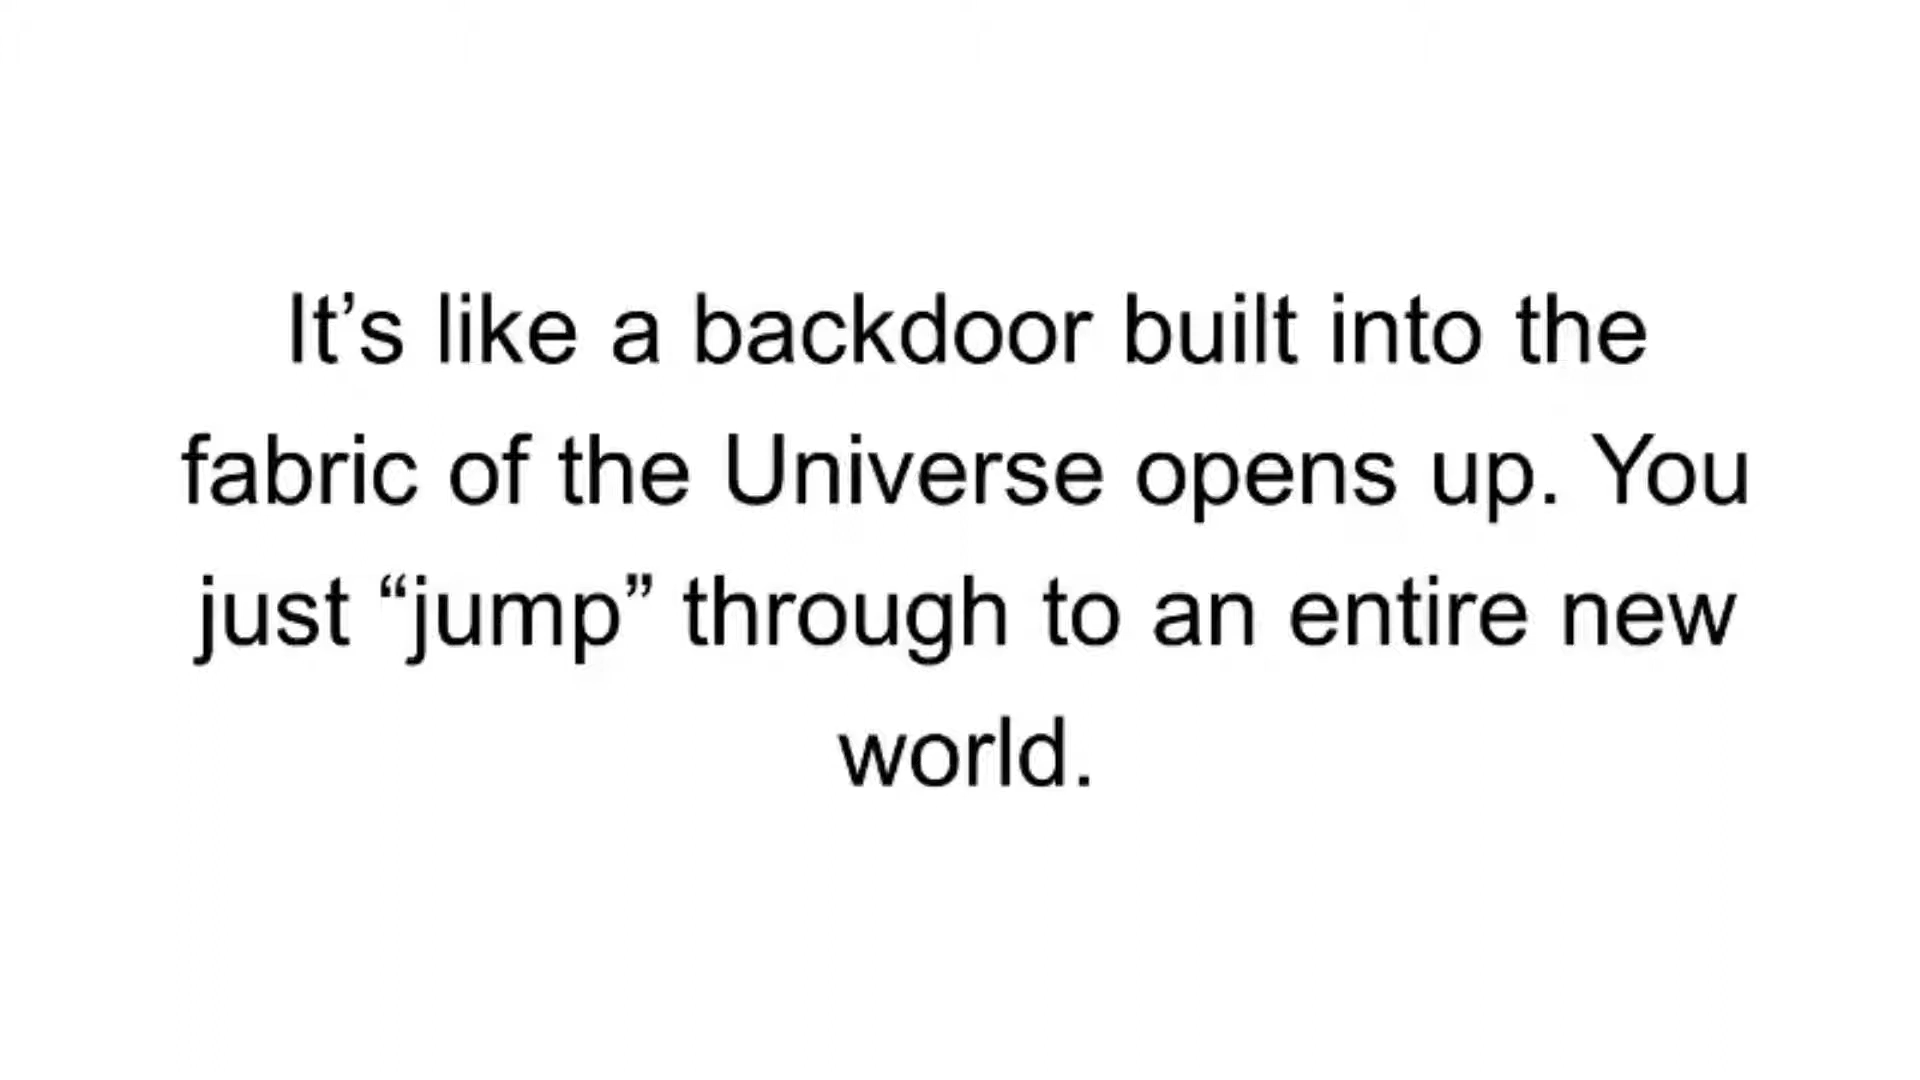 It’s like a backdoor built into the
fabric of the Universe opens up. You
just “jump” through to an entire new
world.